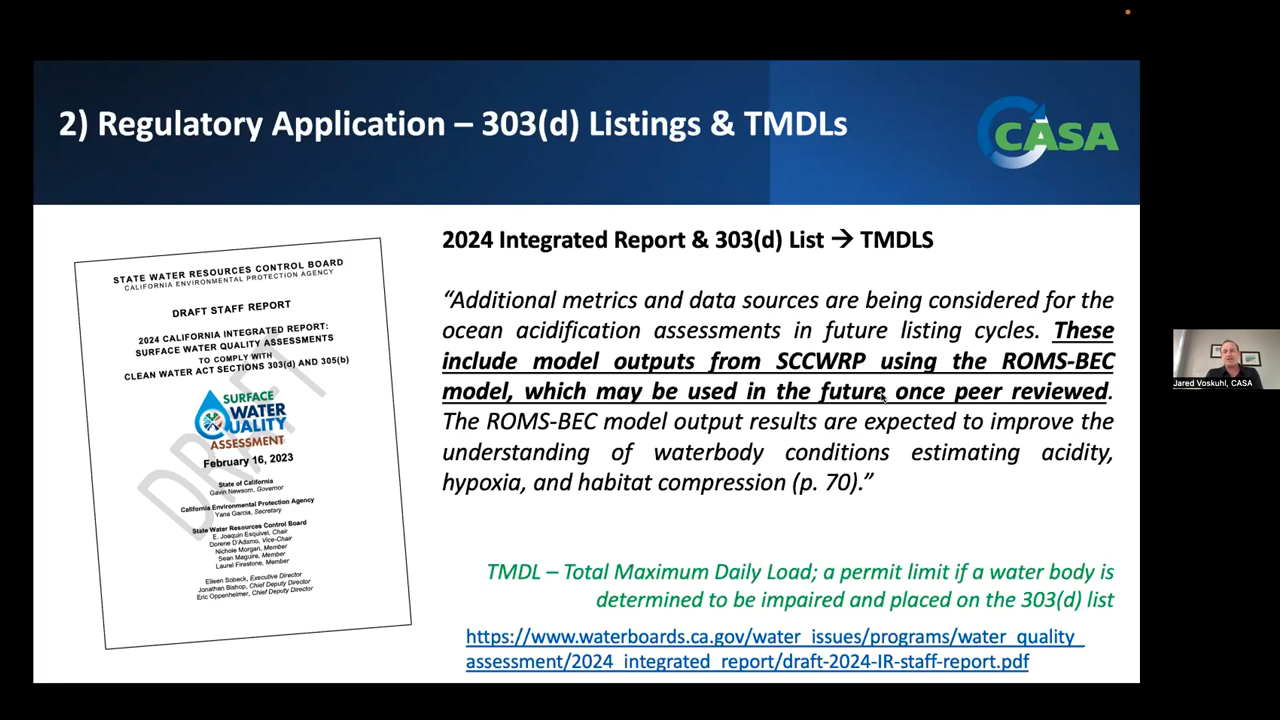 2) Regulatory Application – 303(d) Listings & TMDLs
CASA
STATE WATER RESOURCES CONTROL BOARD
CALIFORNIA ENVIRONMENTAL PROTECTION AGENCY
DRAFT STAFF REPORT
2024 CALIFORNIA INTEGRATED REPORT:
SURFACE WATER QUALITY ASSESSMENTS
TO COMPLY WITH
CLEAN WATER ACT SECTIONS 303(d) AND 305(b)
SURFACE
WATER
QUALITY
ASSESSMENT
DRAFT
February 16, 2023
State of California
Gavin Newsom, Governor
California Environmental Protection Agency
Yana Garcia, Secretary
State Water Resources Control Board
E. Joaquin Esquivel, Chair
Dorene D'Adamo, Vice-Chair
Nichole Morgan, Member
Sean Maguire, Member
Laurel Firestone, Member
Eileen Sobeck, Executive Director
Jonathan Bishop, Chief Deputy Director
Eric Oppenheimer, Chief Deputy Director
2024 Integrated Report & 303(d) List → TMDLS
“Additional metrics and data sources are being considered for the
ocean acidification assessments in future listing cycles. These
include model outputs from SCCWRP using the ROMS-BEC
model, which may be used in the future once peer reviewed.
The ROMS-BEC model output results are expected to improve the
understanding of waterbody conditions estimating acidity,
hypoxia, and habitat compression (p. 70).”
TMDL – Total Maximum Daily Load; a permit limit if a water body is
determined to be impaired and placed on the 303(d) list
https://www.waterboards.ca.gov/water_issues/programs/water_quality_
assessment/2024_integrated_report/draft-2024-IR-staff-report.pdf
Jared Voskuhl, CASA